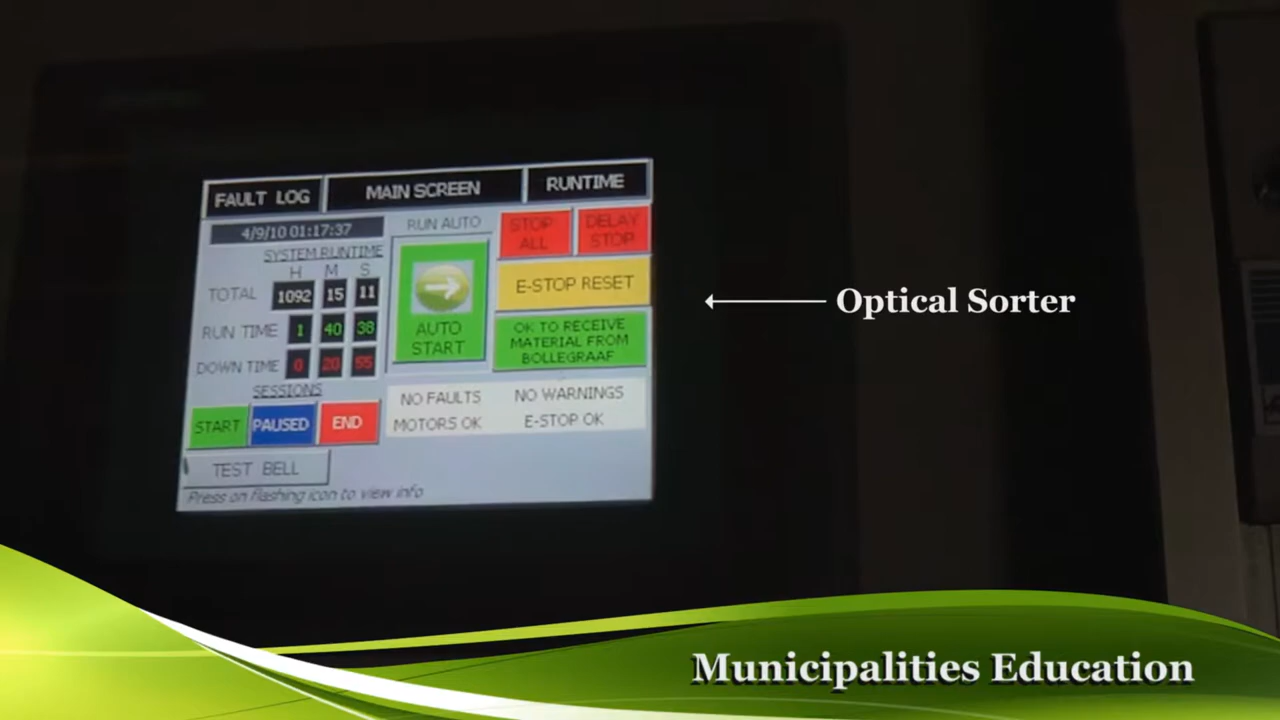 FAULT LOG
MAIN SCREEN
RUNTIME
4/9/10 01:17:37
RUN AUTO
STOP
ALL
DELAY
STOP
SYSTEM RUNTIME
H M S
TOTAL 1092 15 11
E-STOP RESET
RUN TIME 1 40 38
AUTO
START
OK TO RECEIVE
MATERIAL FROM
BOLLEGRAAF
DOWN TIME 0 20 55
SESSIONS
START PAUSED END
NO FAULTS NO WARNINGS
MOTORS OK E-STOP OK
TEST BELL
Press on flashing icon to view info
Optical Sorter
Municipalities Education